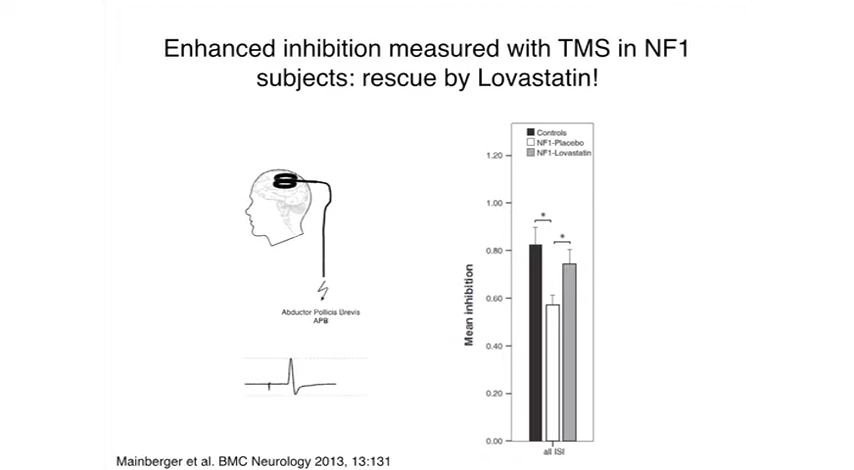 Enhanced inhibition measured with TMS in NF1
subjects: rescue by Lovastatin!
Abductor Pollicis Brevis
APB
Controls
NF1-Placebo
NF1-Lovastatin
1.20
1.00
0.80
0.60
0.40
0.20
0.00
Mean inhibition
*
*
all ISI
Mainberger et al. BMC Neurology 2013, 13:131